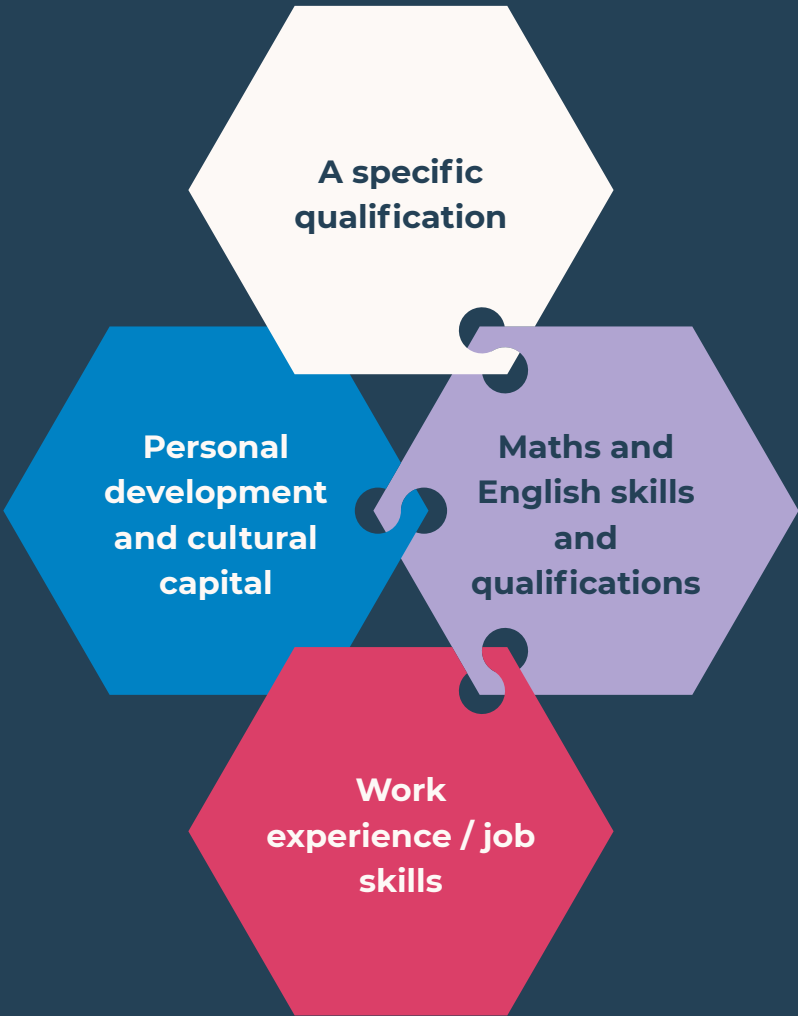 A specific
qualification
Personal
development
and cultural
capital
Maths and
English skills
and
qualifications
Work
experience / job
skills